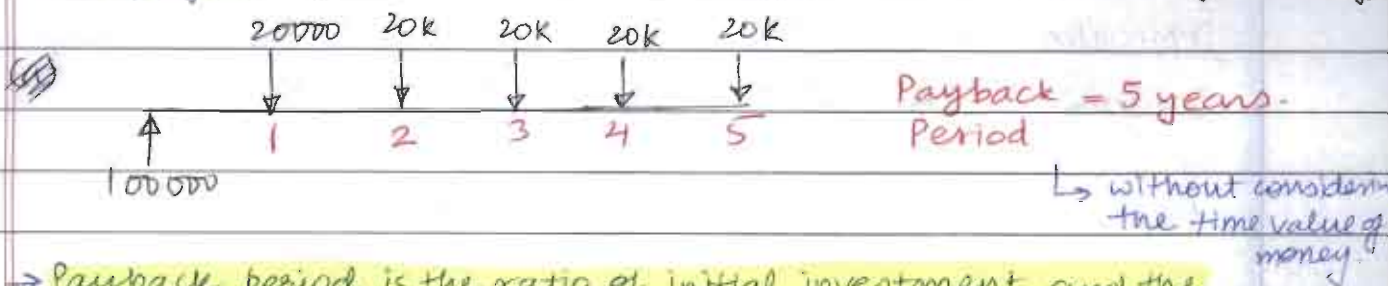 20000 20k 20k 20k 20k
Payback = 5 years.
1 2 3 4 5 Period
100000
↳ without considerin
the time value of
money.
→ Payback period is the ratio of initial investment and the